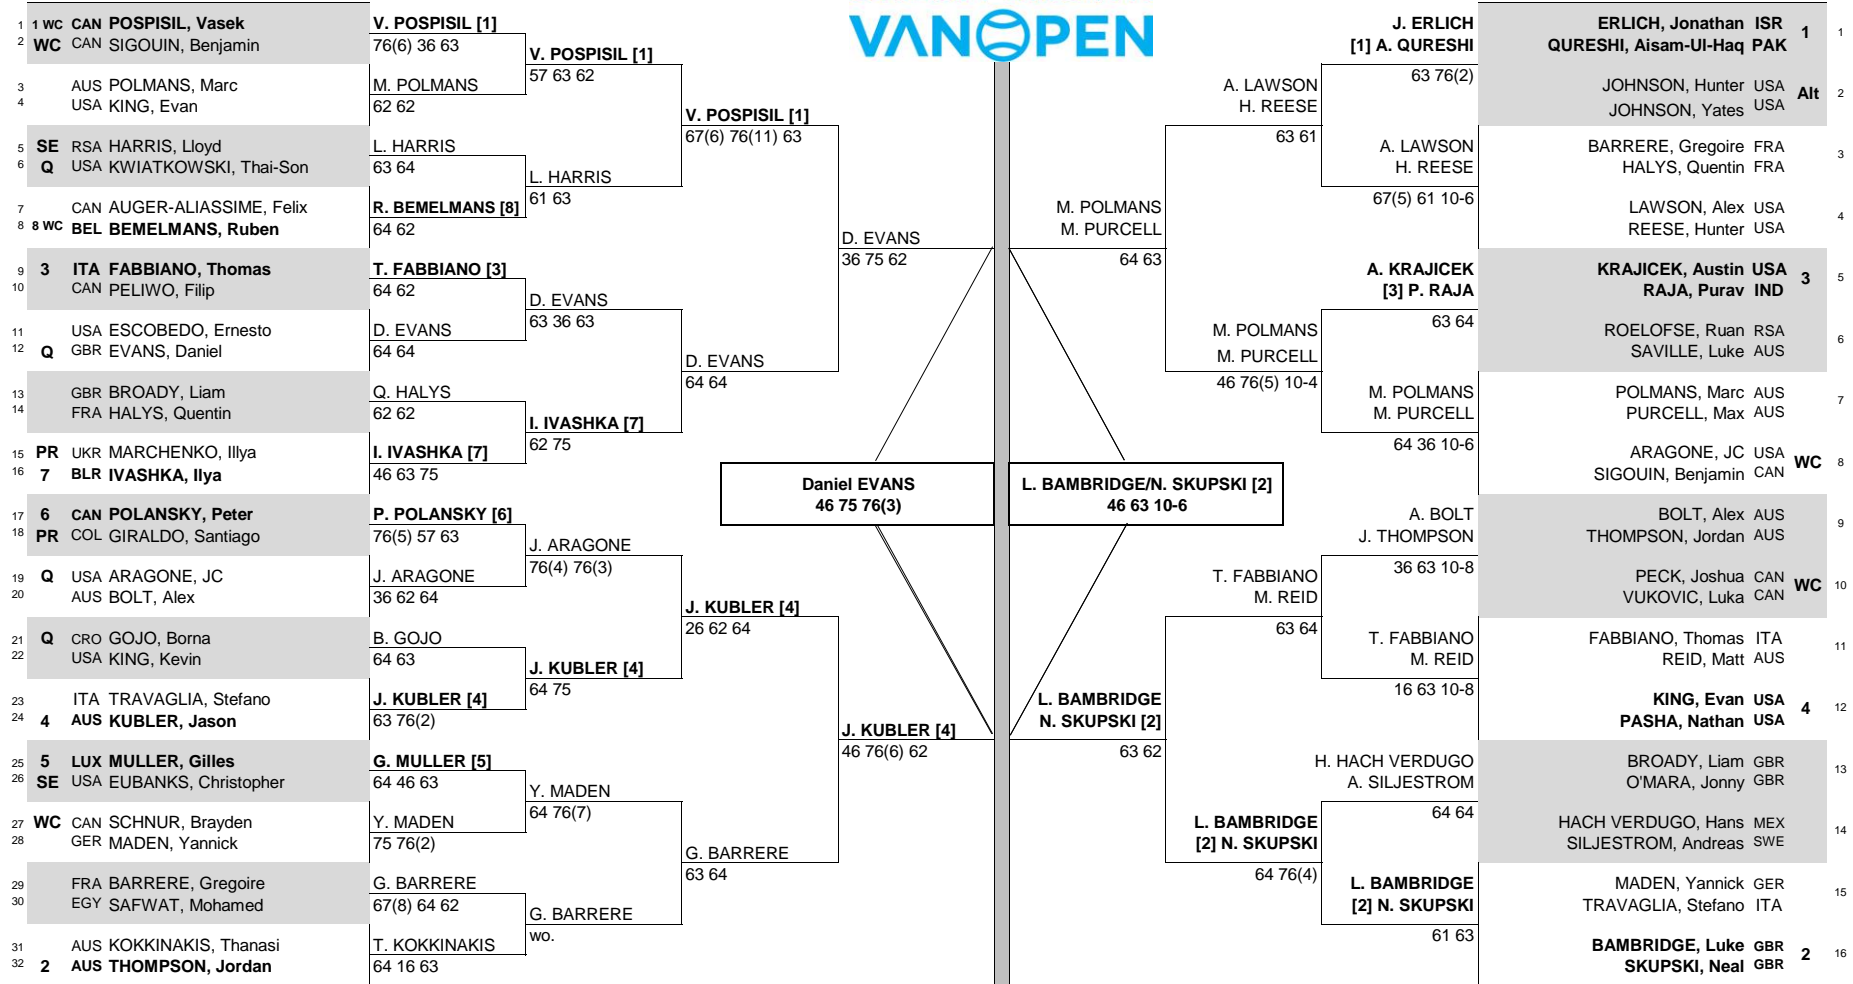 VANOPEN
1 1 WC CAN POSPISIL, Vasek
2 WC CAN SIGOUIN, Benjamin
3 AUS POLMANS, Marc
4 USA KING, Evan
5 SE RSA HARRIS, Lloyd
6 Q USA KWIATKOWSKI, Thai-Son
7 CAN AUGER-ALIASSIME, Felix
8 8 WC BEL BEMELMANS, Ruben
9 3 ITA FABBIANO, Thomas
10 CAN PELIWO, Filip
11 USA ESCOBEDO, Ernesto
12 Q GBR EVANS, Daniel
13 GBR BROADY, Liam
14 FRA HALYS, Quentin
15 PR UKR MARCHENKO, Illya
16 7 BLR IVASHKA, Ilya
17 6 CAN POLANSKY, Peter
18 PR COL GIRALDO, Santiago
19 Q USA ARAGONE, JC
20 AUS BOLT, Alex
21 Q CRO GOJO, Borna
22 USA KING, Kevin
23 ITA TRAVAGLIA, Stefano
24 4 AUS KUBLER, Jason
25 5 LUX MULLER, Gilles
26 SE USA EUBANKS, Christopher
27 WC CAN SCHNUR, Brayden
28 GER MADEN, Yannick
29 FRA BARRERE, Gregoire
30 EGY SAFWAT, Mohamed
31 AUS KOKKINAKIS, Thanasi
32 2 AUS THOMPSON, Jordan
V. POSPISIL [1]
76(6) 36 63
M. POLMANS
62 62
L. HARRIS
63 64
R. BEMELMANS [8]
64 62
T. FABBIANO [3]
64 62
D. EVANS
64 64
Q. HALYS
62 62
I. IVASHKA [7]
46 63 75
P. POLANSKY [6]
76(5) 57 63
J. ARAGONE
36 62 64
B. GOJO
64 63
J. KUBLER [4]
63 76(2)
G. MULLER [5]
64 46 63
Y. MADEN
75 76(2)
G. BARRERE
67(8) 64 62
T. KOKKINAKIS
64 16 63
V. POSPISIL [1]
57 63 62
L. HARRIS
61 63
D. EVANS
63 36 63
I. IVASHKA [7]
62 75
J. ARAGONE
76(4) 76(3)
J. KUBLER [4]
64 75
Y. MADEN
64 76(7)
G. BARRERE
wo.
V. POSPISIL [1]
67(6) 76(11) 63
D. EVANS
64 64
J. KUBLER [4]
26 62 64
G. BARRERE
63 64
D. EVANS
36 75 62
J. KUBLER [4]
46 76(6) 62
Daniel EVANS
46 75 76(3)
L. BAMBRIDGE/N. SKUPSKI [2]
46 63 10-6
M. POLMANS
M. PURCELL
64 63
L. BAMBRIDGE
N. SKUPSKI [2]
63 62
A. LAWSON
H. REESE
63 61
M. POLMANS
M. PURCELL
46 76(5) 10-4
T. FABBIANO
M. REID
63 64
L. BAMBRIDGE
[2] N. SKUPSKI
64 76(4)
J. ERLICH
[1] A. QURESHI
63 76(2)
A. LAWSON
H. REESE
67(5) 61 10-6
A. KRAJICEK
[3] P. RAJA
63 64
M. POLMANS
M. PURCELL
64 36 10-6
A. BOLT
J. THOMPSON
36 63 10-8
T. FABBIANO
M. REID
16 63 10-8
H. HACH VERDUGO
A. SILJESTROM
64 64
L. BAMBRIDGE
[2] N. SKUPSKI
61 63
ERLICH, Jonathan ISR
QURESHI, Aisam-Ul-Haq PAK
1 1
JOHNSON, Hunter USA
JOHNSON, Yates USA
Alt 2
BARRERE, Gregoire FRA
HALYS, Quentin FRA
3
LAWSON, Alex USA
REESE, Hunter USA
4
KRAJICEK, Austin USA
RAJA, Purav IND
3 5
ROELOFSE, Ruan RSA
SAVILLE, Luke AUS
6
POLMANS, Marc AUS
PURCELL, Max AUS
7
ARAGONE, JC USA
SIGOUIN, Benjamin CAN
WC 8
BOLT, Alex AUS
THOMPSON, Jordan AUS
9
PECK, Joshua CAN
VUKOVIC, Luka CAN
WC 10
FABBIANO, Thomas ITA
REID, Matt AUS
11
KING, Evan USA
PASHA, Nathan USA
4 12
BROADY, Liam GBR
O'MARA, Jonny GBR
13
HACH VERDUGO, Hans MEX
SILJESTROM, Andreas SWE
14
MADEN, Yannick GER
TRAVAGLIA, Stefano ITA
15
BAMBRIDGE, Luke GBR
SKUPSKI, Neal GBR
2 16